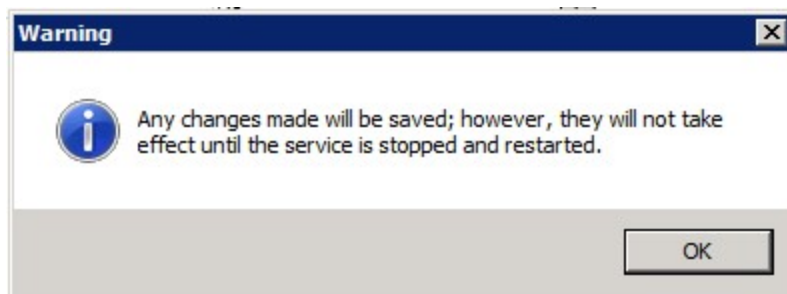 Warning
Any changes made will be saved; however, they will not take
effect until the service is stopped and restarted.
OK